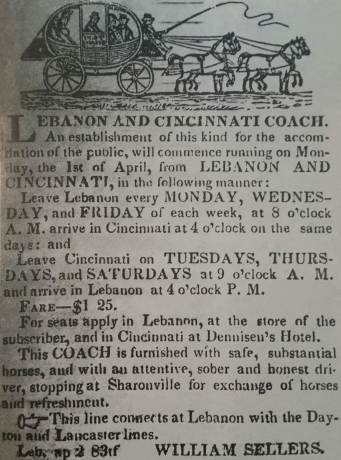 LEBANON AND CINCINNATI COACH.
An establishment of this kind for the accom-
dation of the public, will commence running on Mon-
day, the 1st of April, from LEBANON AND
CINCINNATI, in the following manner:
Leave Lebanon every MONDAY, WEDNES-
DAY, and FRIDAY of each week, at 8 o'clock
A. M. arrive in Cincinnati at 4 o'clock on the same
days: and
Leave Cincinnati on TUESDAYS, THURS-
DAYS, and SATURDAYS at 9 o'clock A. M.
and arrive in Lebanon at 4 o'clock P. M.
FARE—$1 25.
For seats apply in Lebanon, at the store of the
subscriber, and in Cincinnati at Dennisen's Hotel.
This COACH is furnished with safe, substantial
horses, and with an attentive, sober and honest dri-
ver, stopping at Sharonville for exchange of horses
and refreshment.
This line connects at Lebanon with the Day-
ton and Lancaster lines.
Leb. ap 2 83tf WILLIAM SELLERS.